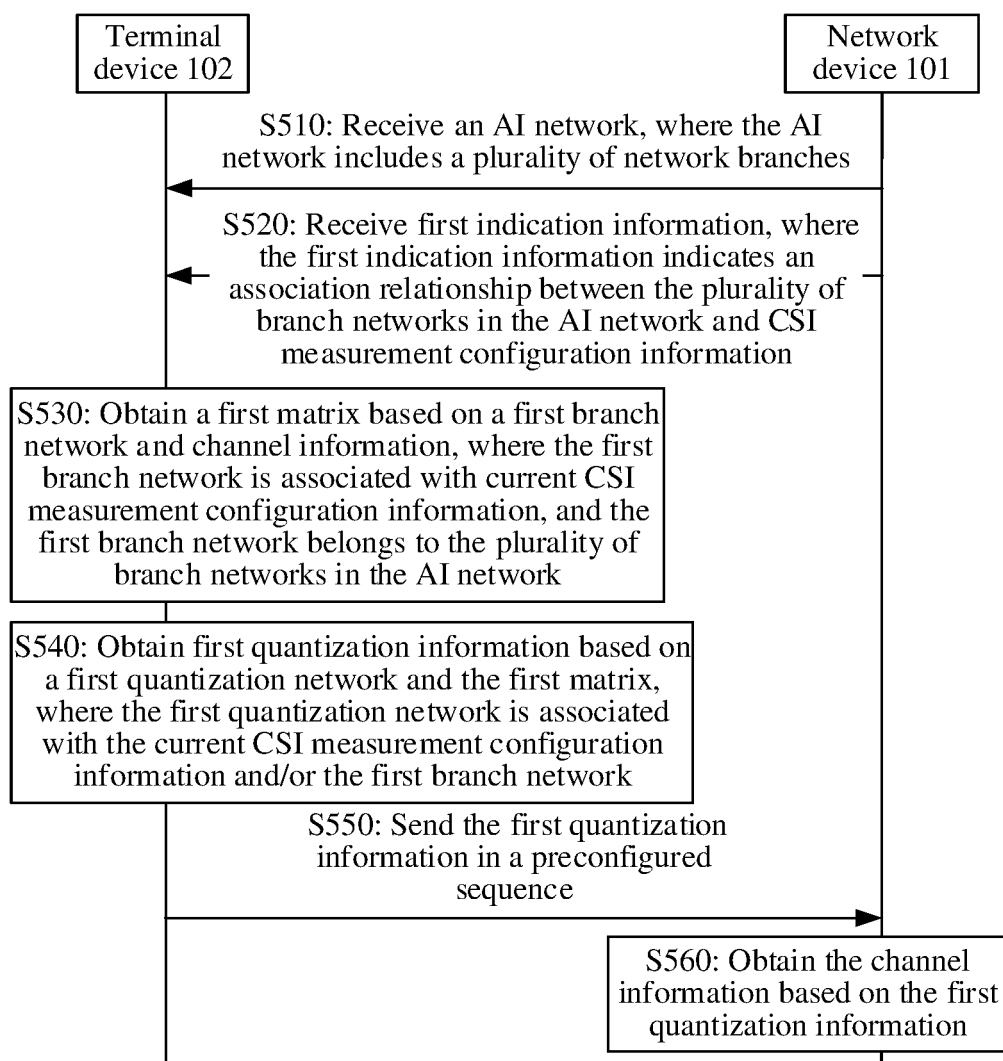 Terminal
device 102
Network
device 101
S510: Receive an AI network, where the AI
network includes a plurality of network branches
S520: Receive first indication information, where
the first indication information indicates an
association relationship between the plurality of
branch networks in the AI network and CSI
measurement configuration information
S530: Obtain a first matrix based on a first branch
network and channel information, where the first
branch network is associated with current CSI
measurement configuration information, and the
first branch network belongs to the plurality of
branch networks in the AI network
S540: Obtain first quantization information based on
a first quantization network and the first matrix,
where the first quantization network is associated
with the current CSI measurement configuration
information and/or the first branch network
S550: Send the first quantization
information in a preconfigured
sequence
S560: Obtain the channel
information based on the first
quantization information